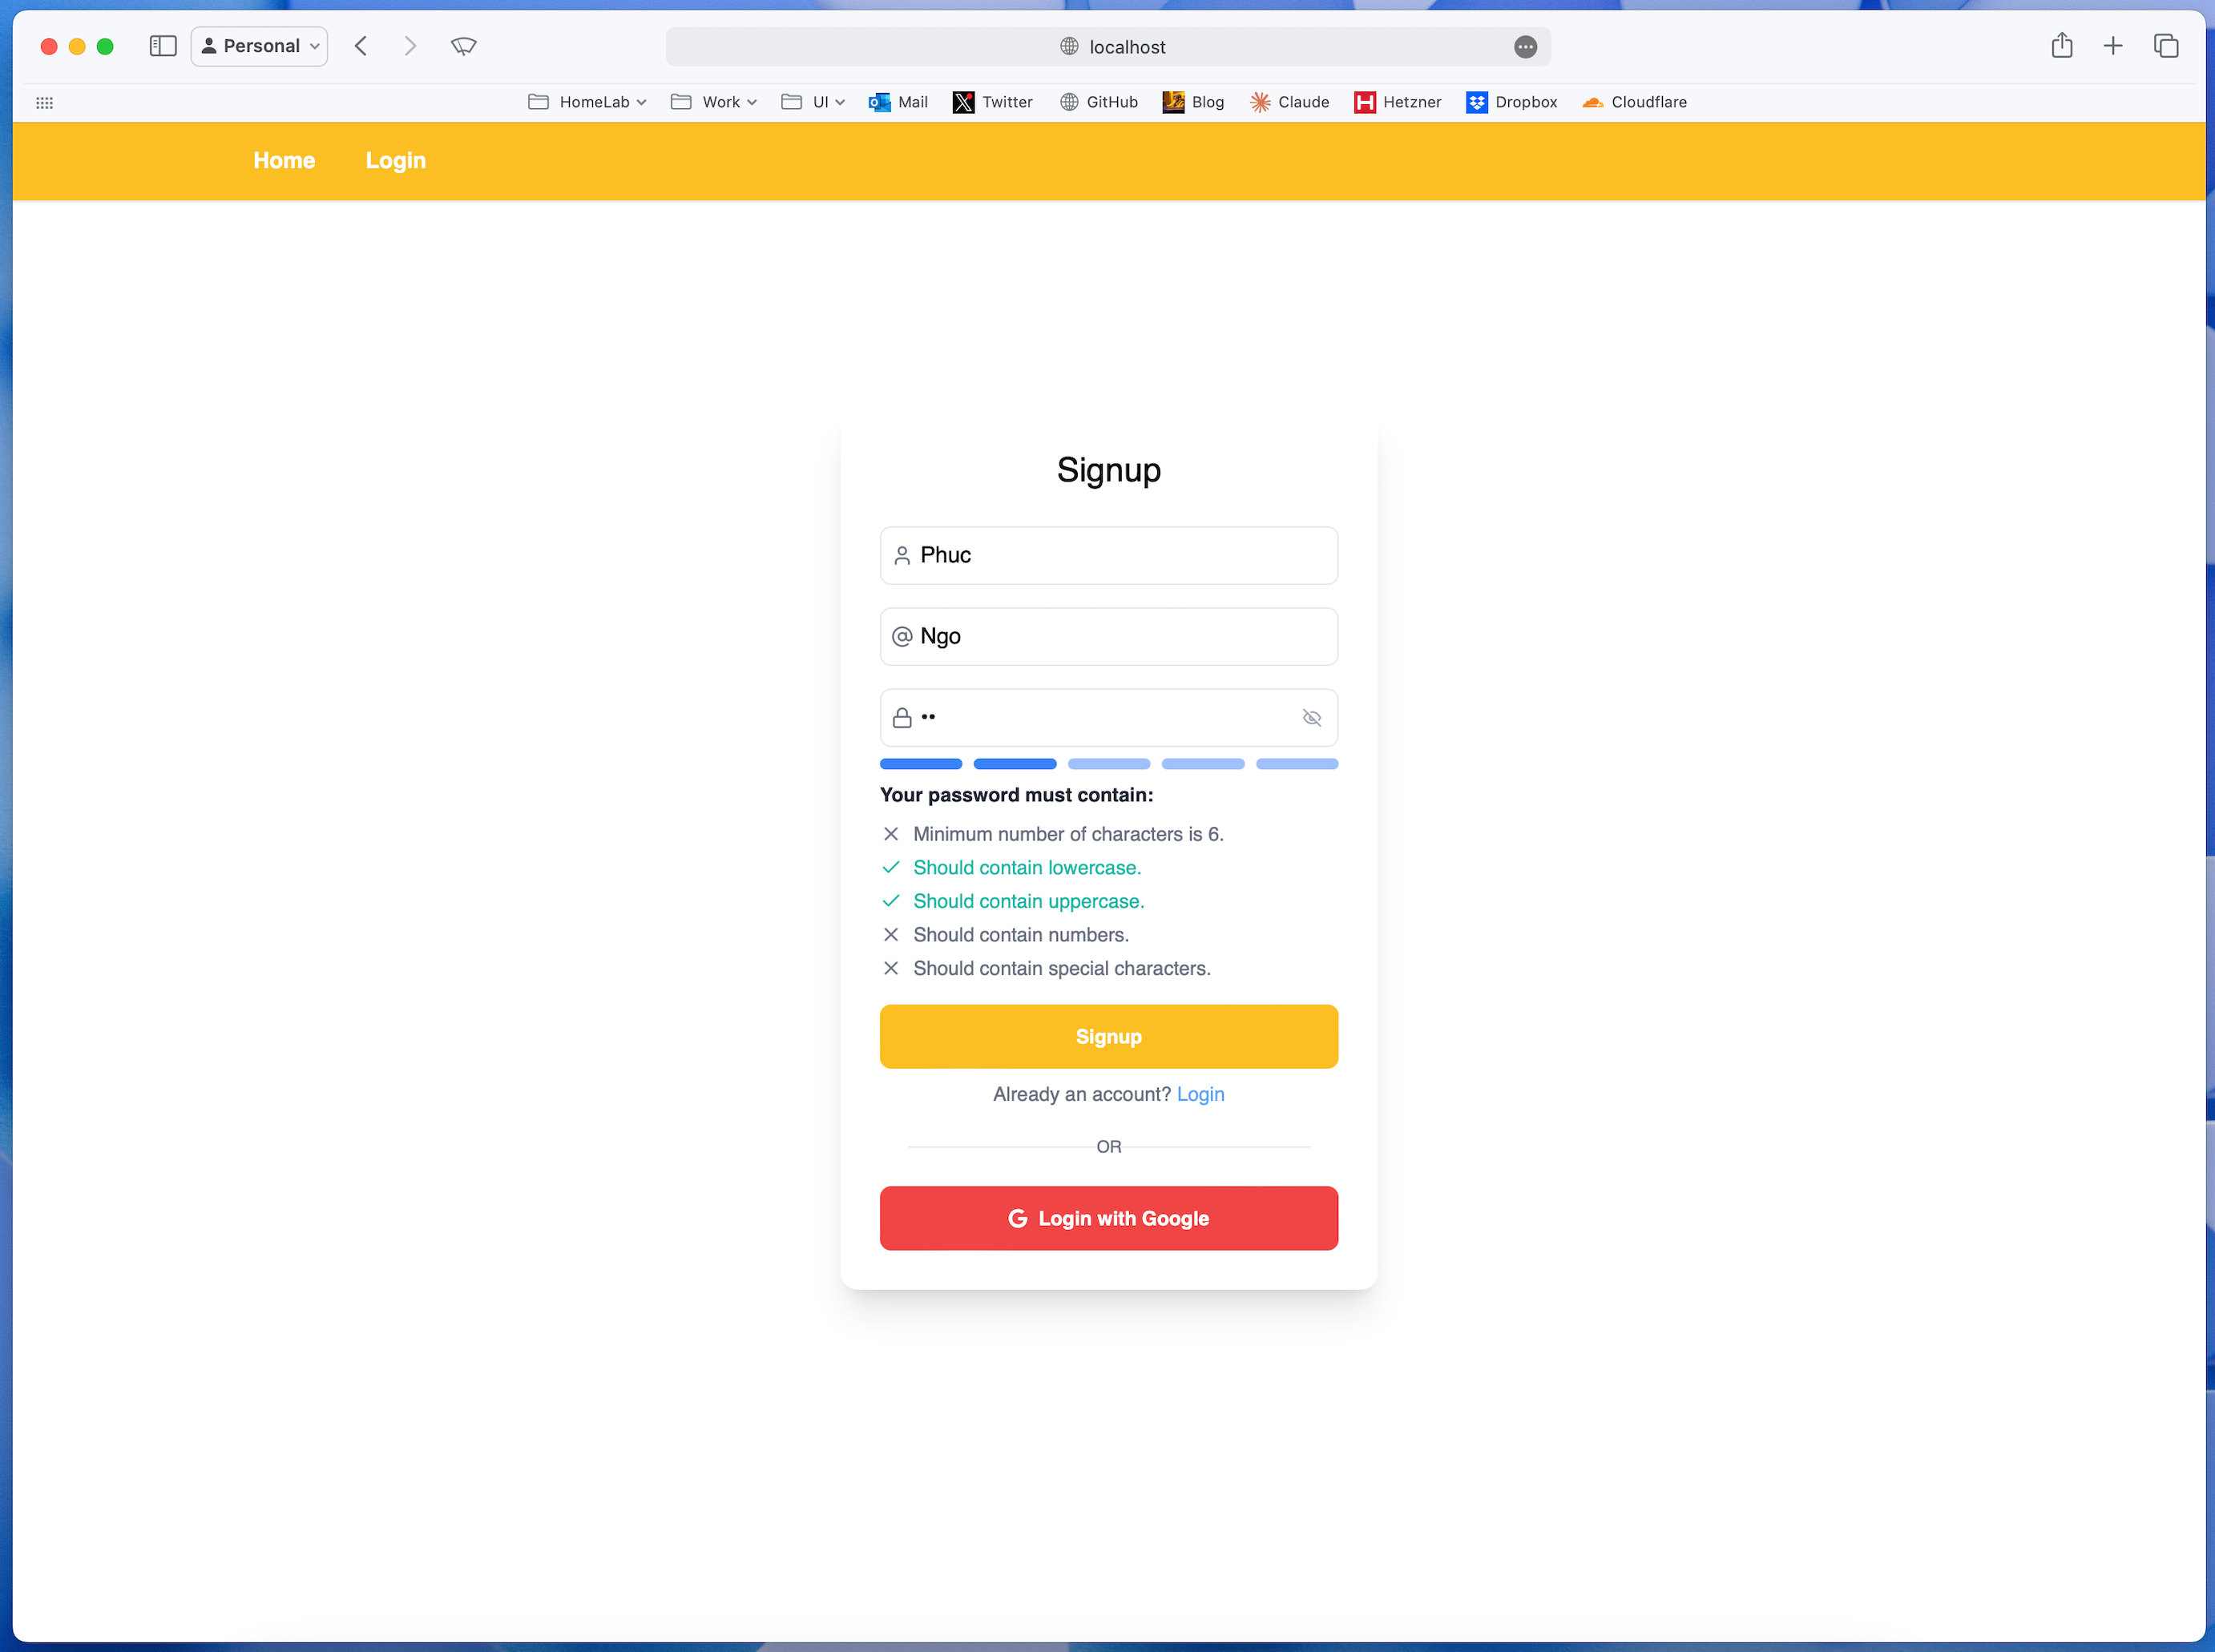 Personal
localhost
HomeLab Work UI Mail Twitter GitHub Blog Claude Hetzner Dropbox Cloudflare
Home Login
Signup
Phuc
@ Ngo
••
Your password must contain:
Minimum number of characters is 6.
Should contain lowercase.
Should contain uppercase.
Should contain numbers.
Should contain special characters.
Signup
Already an account? Login
OR
G Login with Google